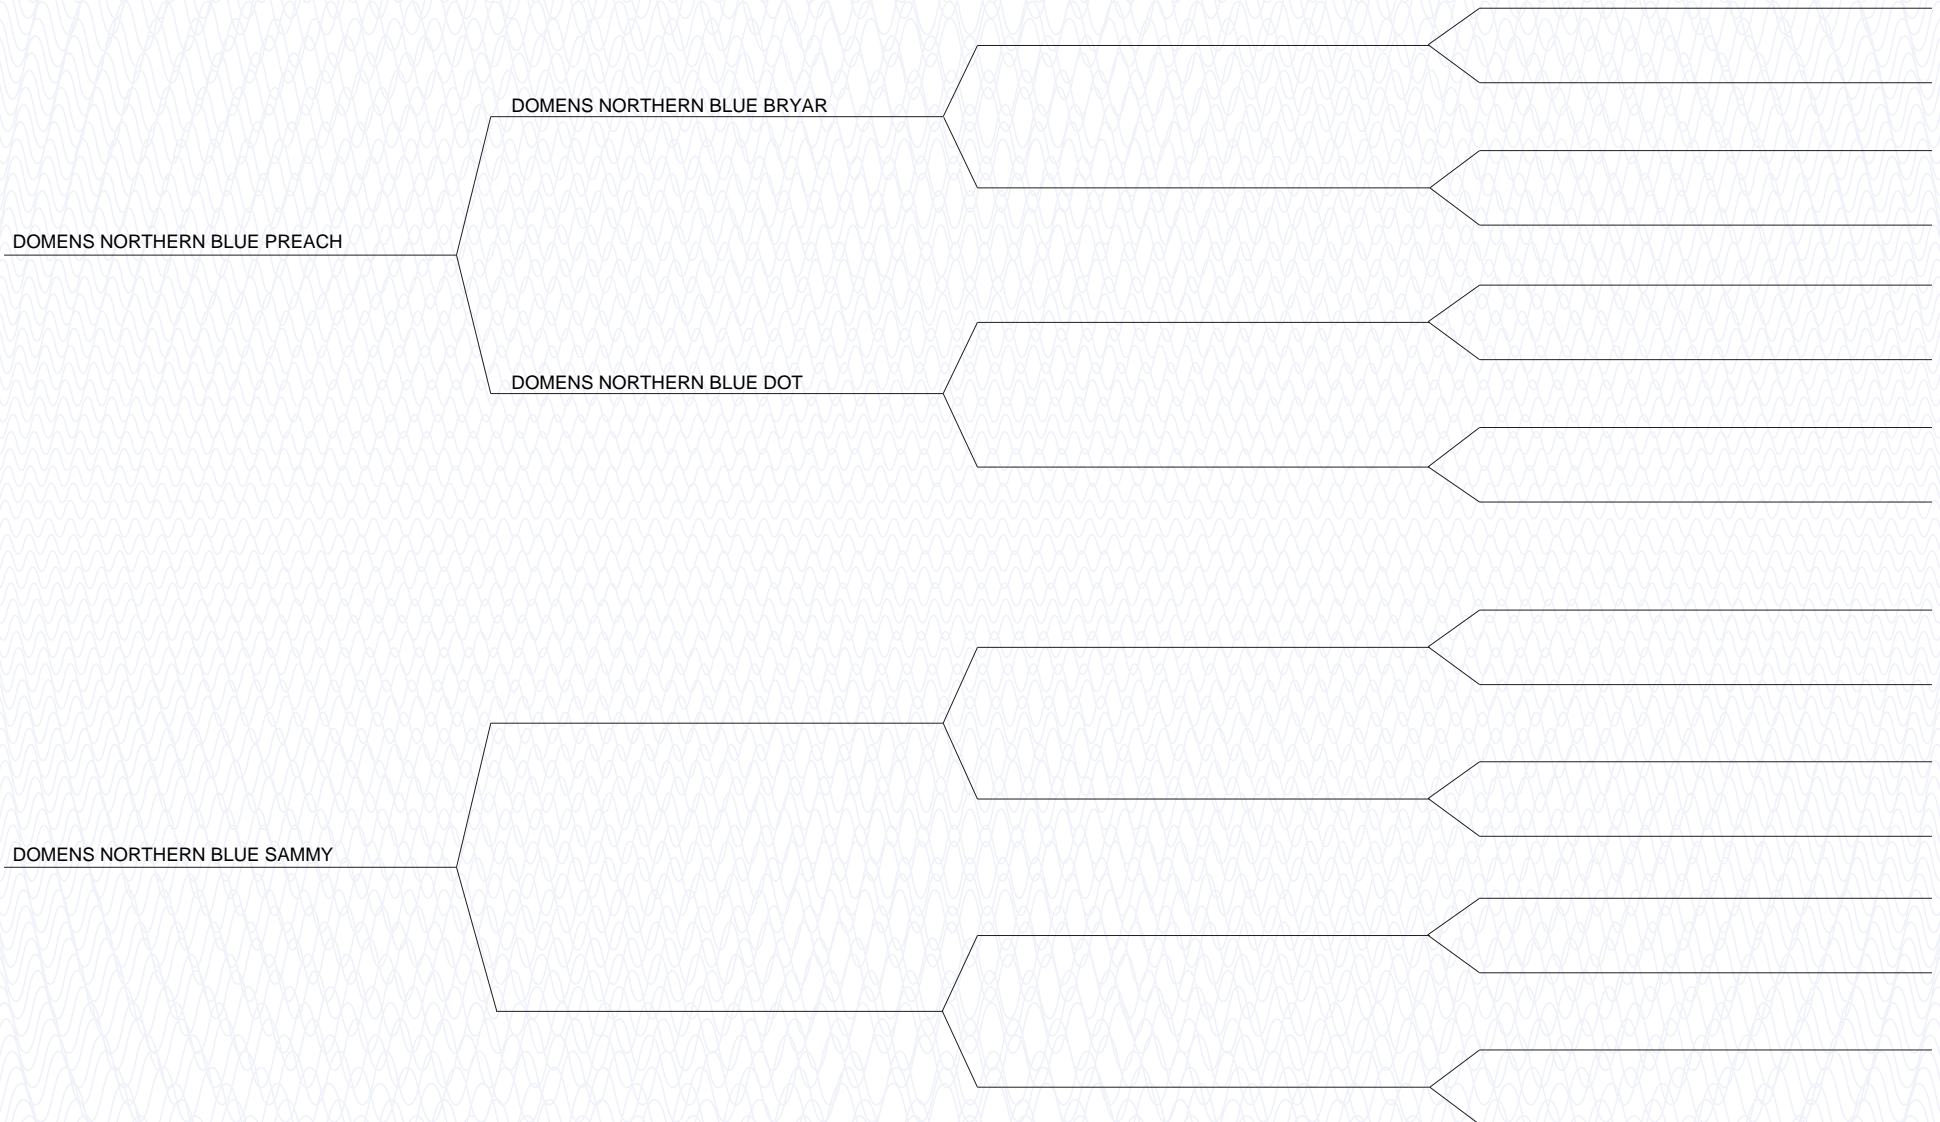 DOMENS NORTHERN BLUE BRYAR
DOMENS NORTHERN BLUE PREACH
DOMENS NORTHERN BLUE DOT
DOMENS NORTHERN BLUE SAMMY